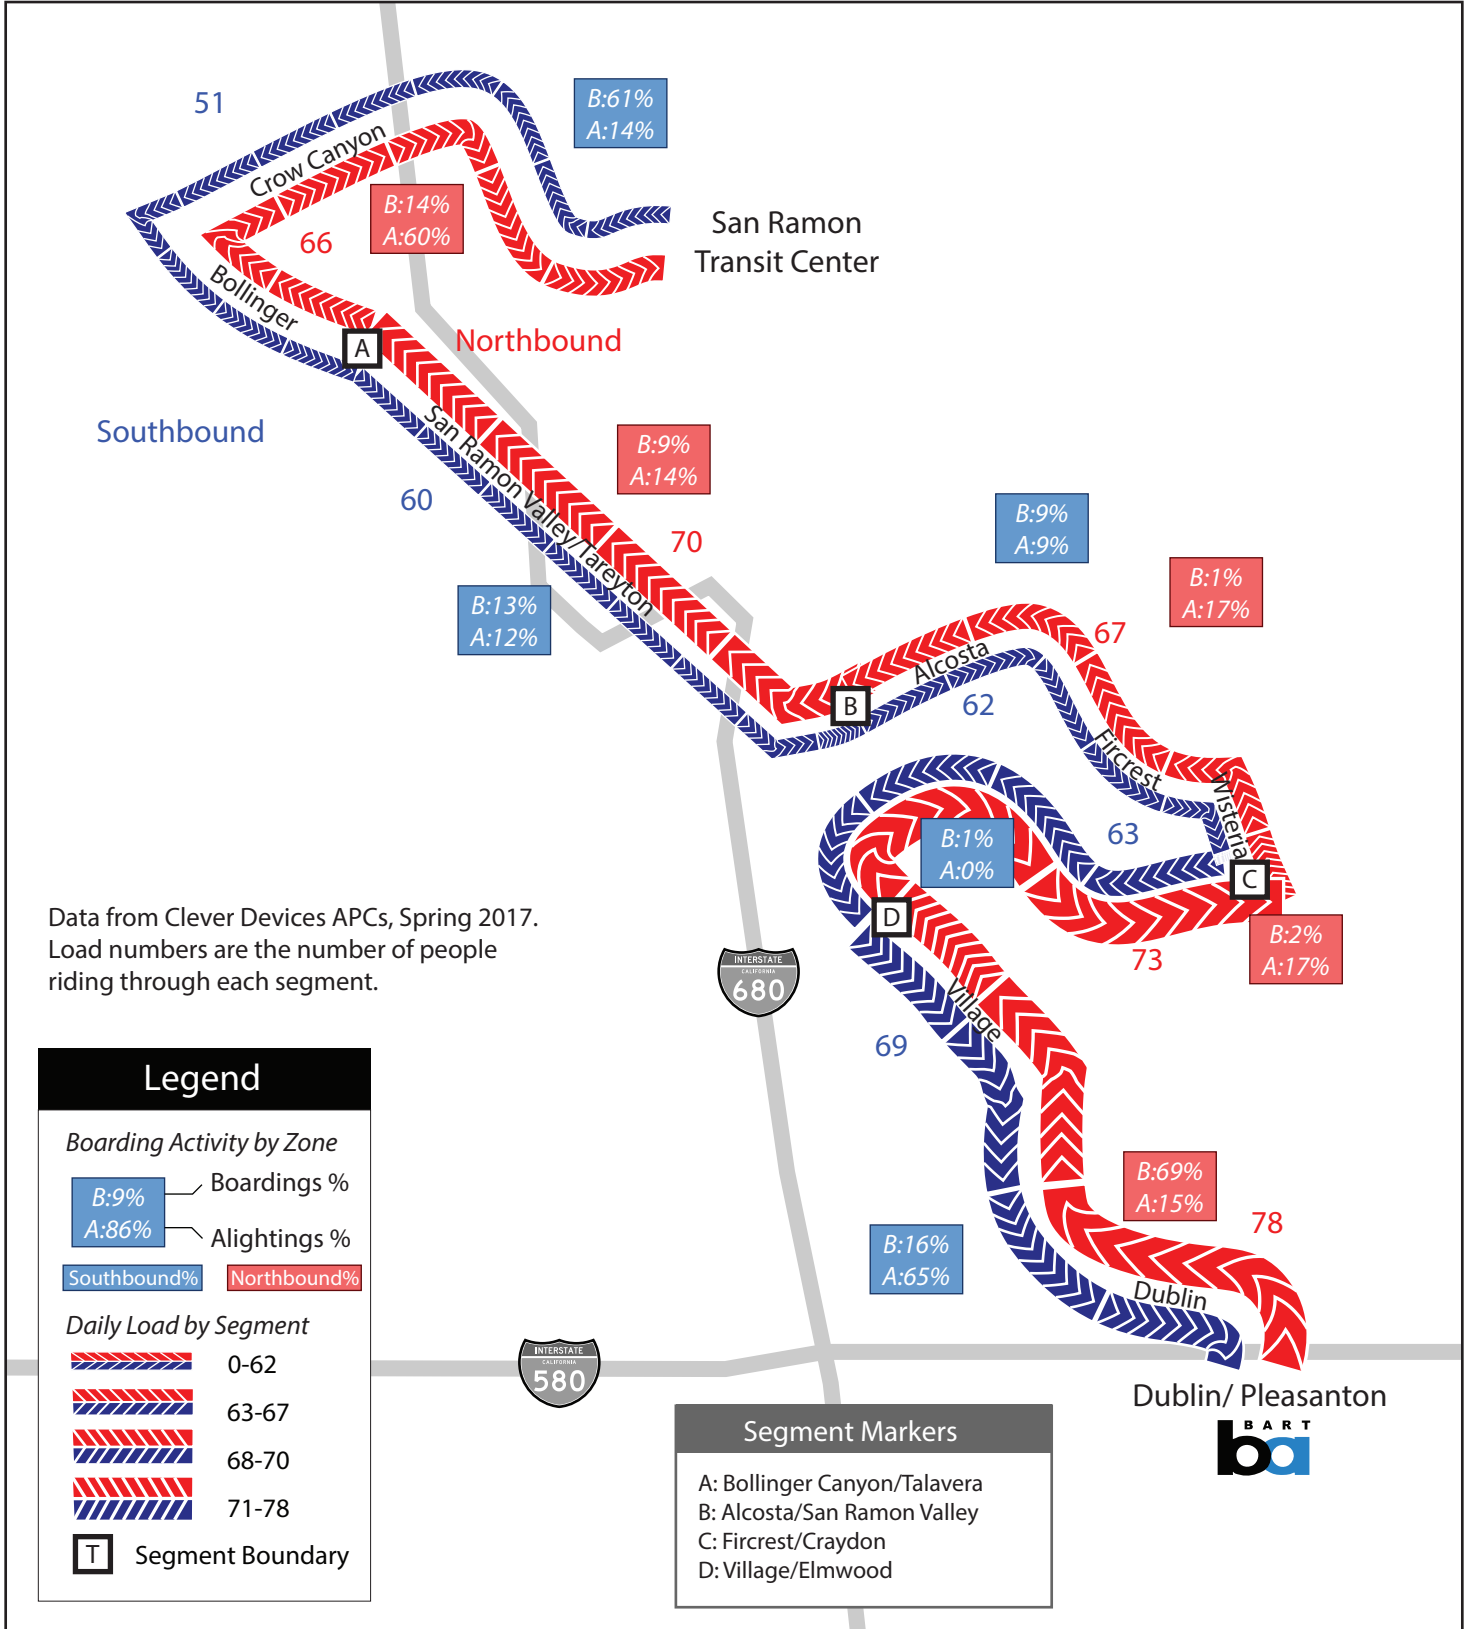 51
B:61%
A:14%
Crow Canyon
B:14%
A:60%
66
San Ramon
Transit Center
Bollinger
A
Northbound
Southbound
San Ramon Valley/Tareyton
B:9%
A:14%
60
70
B:9%
A:9%
B:1%
A:17%
B:13%
A:12%
67
Alcosta
B
62
Fircrest
Wisteria
63
B:1%
A:0%
C
D
73
B:2%
A:17%
Data from Clever Devices APCs, Spring 2017.
Load numbers are the number of people
riding through each segment.
INTERSTATE
CALIFORNIA
680
Village
69
B:69%
A:15%
78
B:16%
A:65%
Dublin
Legend
Boarding Activity by Zone
B:9%
A:86%
Boardings %
Alightings %
Southbound%
Northbound%
Daily Load by Segment
0-62
63-67
68-70
71-78
T
Segment Boundary
INTERSTATE
CALIFORNIA
580
Dublin/ Pleasanton
BART
ba
Segment Markers
A: Bollinger Canyon/Talavera
B: Alcosta/San Ramon Valley
C: Fircrest/Craydon
D: Village/Elmwood